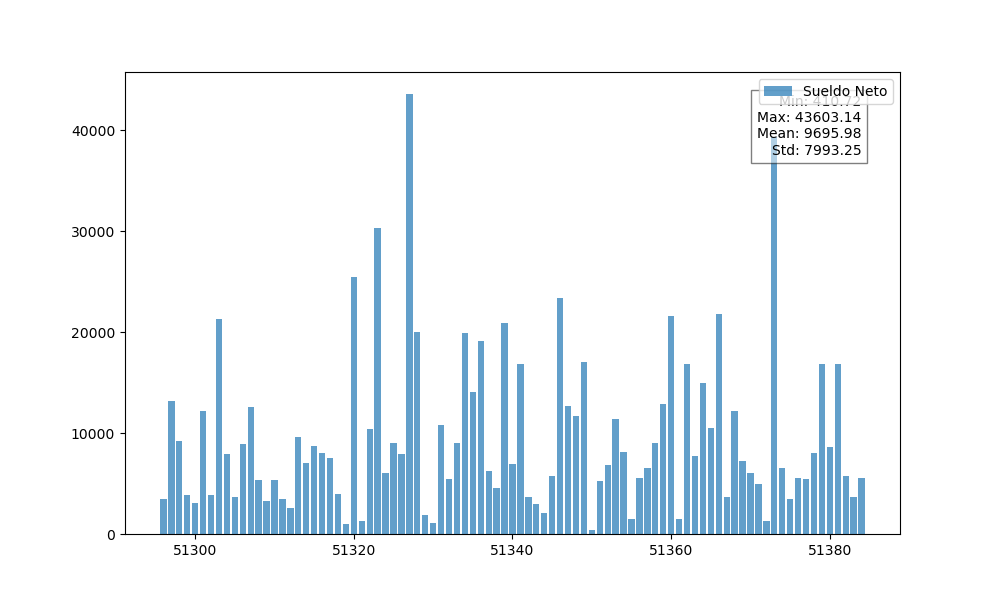 Sueldo Neto
Min: 410.72
Max: 43603.14
Mean: 9695.98
Std: 7993.25
40000
30000
20000
10000
0
51300 51320 51340 51360 51380